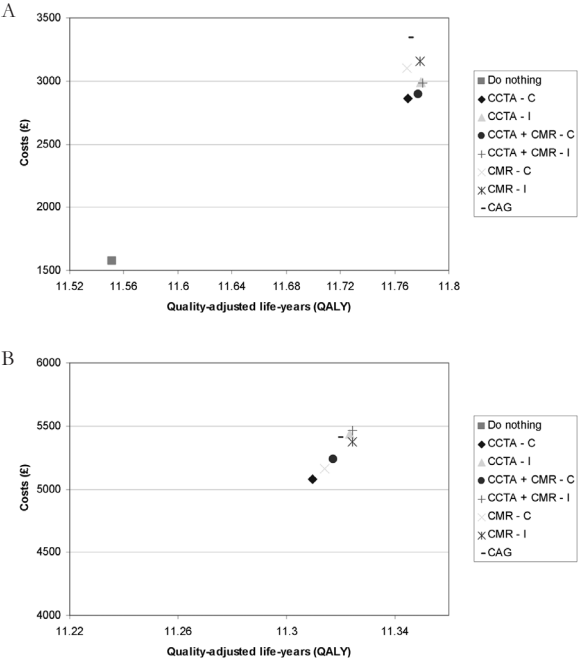 A
3500
3000
2500
2000
1500
Costs (£)
11.52 11.56 11.6 11.64 11.68 11.72 11.76 11.8
Quality-adjusted life-years (QALY)
Do nothing
CCTA - C
CCTA - I
CCTA + CMR - C
CCTA + CMR - I
CMR - C
CMR - I
CAG
B
6000
5500
5000
4500
4000
Costs (£)
11.22 11.26 11.3 11.34
Quality-adjusted life-years (QALY)
Do nothing
CCTA - C
CCTA - I
CCTA + CMR - C
CCTA + CMR - I
CMR - C
CMR - I
CAG